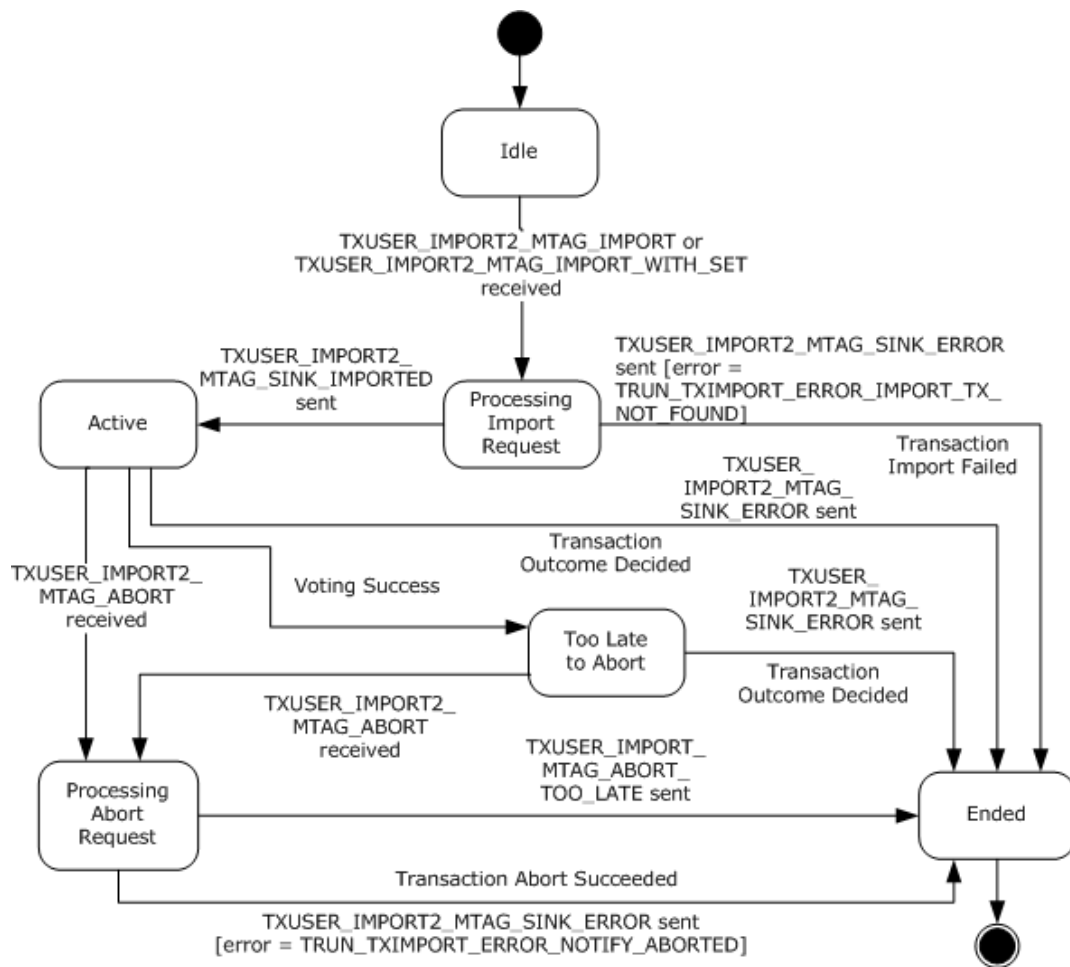 Idle
TXUSER_IMPORT2_MTAG_IMPORT or
TXUSER_IMPORT2_MTAG_IMPORT_WITH_SET
received
TXUSER_IMPORT2_
MTAG_SINK_IMPORTED
sent
TXUSER_IMPORT2_MTAG_SINK_ERROR
sent [error =
TRUN_TXIMPORT_ERROR_IMPORT_TX_
NOT_FOUND]
Active
Processing
Import
Request
Transaction
Import Failed
TXUSER_
IMPORT2_MTAG_
SINK_ERROR sent
Transaction
Outcome Decided
TXUSER_IMPORT2_
MTAG_ABORT
received
Voting Success
TXUSER_
IMPORT2_MTAG_
SINK_ERROR sent
Too Late
to Abort
Transaction
Outcome Decided
TXUSER_IMPORT2_
MTAG_ABORT
received
TXUSER_IMPORT_
MTAG_ABORT_
TOO_LATE sent
Processing
Abort
Request
Ended
Transaction Abort Succeeded
TXUSER_IMPORT2_MTAG_SINK_ERROR sent
[error = TRUN_TXIMPORT_ERROR_NOTIFY_ABORTED]